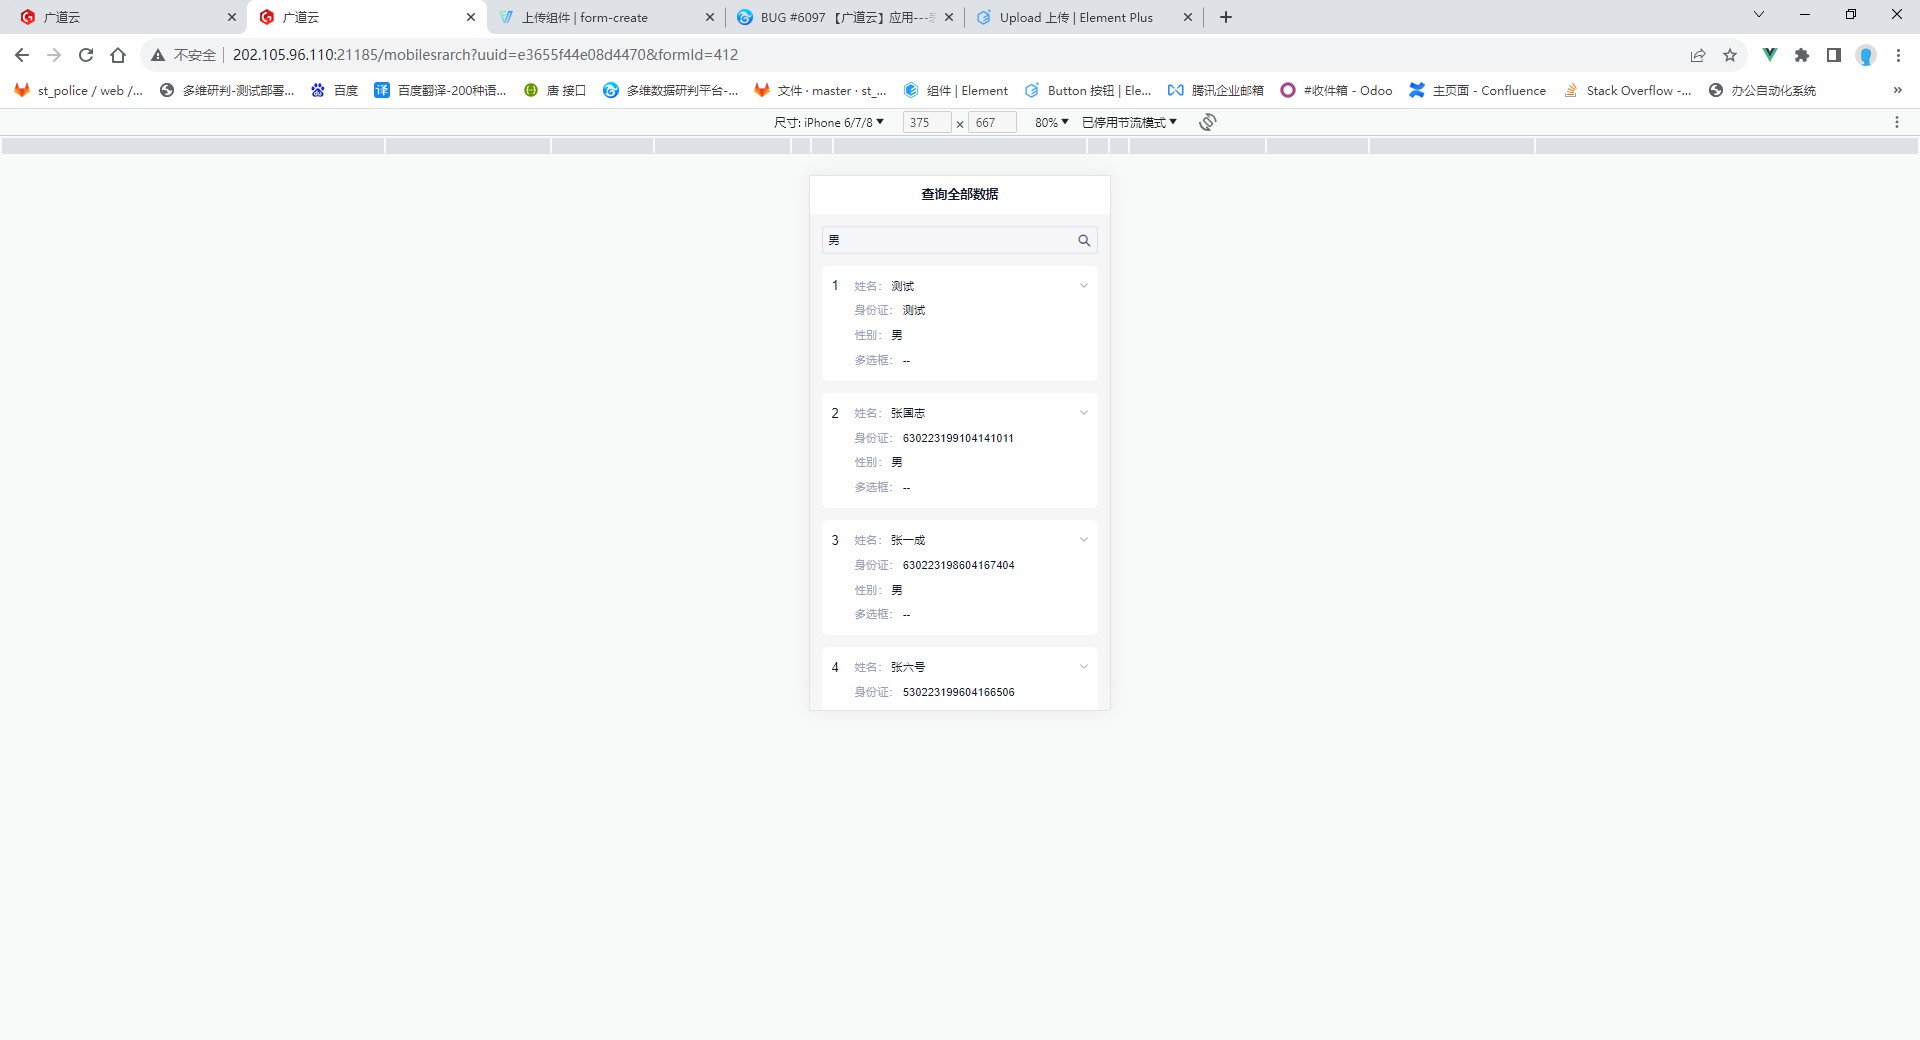 广道云
广道云
上传组件 | form-create
BUG #6097 【广道云】应用---
Upload 上传 | Element Plus
不安全
202.105.96.110:21185/mobilesrarch?uuid=e3655f44e08d4470&formId=412
st_police / web /...
多维研判-测试部署...
百度
译
百度翻译-200种语...
唐 接口
多维数据研判平台-...
文件 · master · st_...
组件 | Element
Button 按钮 | Ele...
腾讯企业邮箱
#收件箱 - Odoo
主页面 - Confluence
Stack Overflow -...
办公自动化系统
»
尺寸: iPhone 6/7/8 ▼
375 × 667
80% ▼
已停用节流模式 ▼
查询全部数据
男
1 姓名： 测试
身份证： 测试
性别： 男
多选框： --
2 姓名： 张国志
身份证： 630223199104141011
性别： 男
多选框： --
3 姓名： 张一成
身份证： 630223198604167404
性别： 男
多选框： --
4 姓名： 张六号
身份证： 530223199604166506